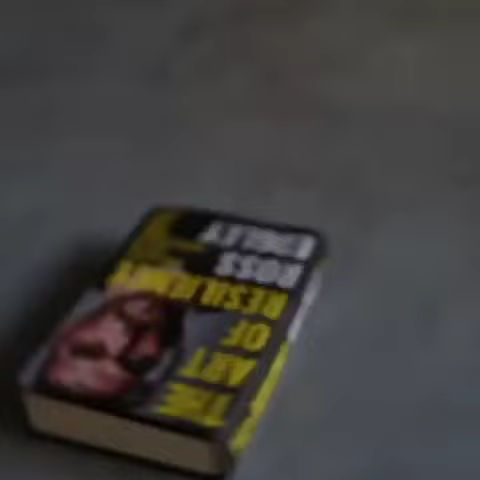 THE
ART
OF
RESILIENCE
ROSS
EDGLEY